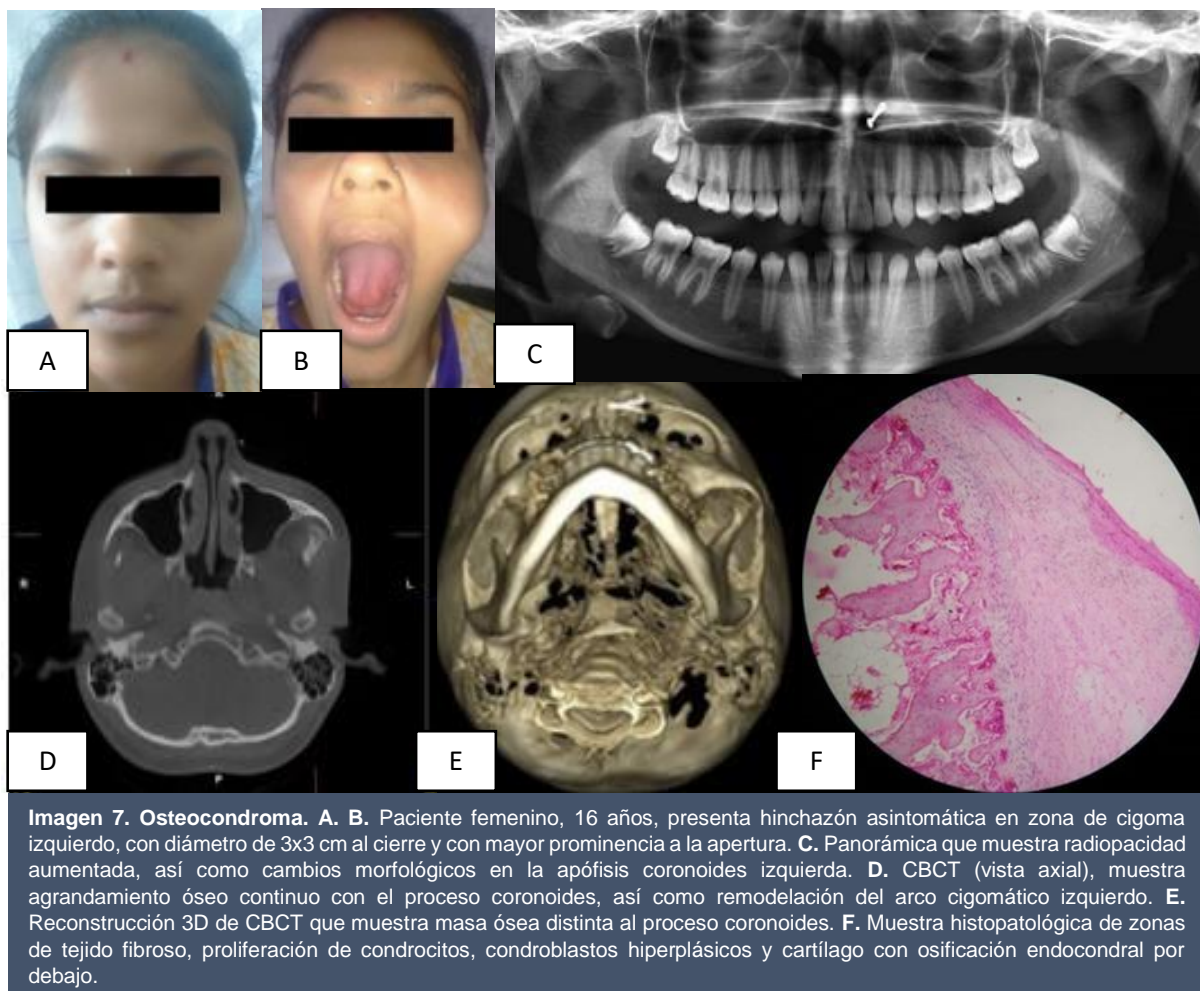 A
B
C
D
E
F
Imagen 7. Osteocondroma. A. B. Paciente femenino, 16 años, presenta hinchazón asintomática en zona de cigoma
izquierdo, con diámetro de 3x3 cm al cierre y con mayor prominencia a la apertura. C. Panorámica que muestra radiopacidad
aumentada, así como cambios morfológicos en la apófisis coronoides izquierda. D. CBCT (vista axial), muestra
agrandamiento óseo continuo con el proceso coronoides, así como remodelación del arco cigomático izquierdo. E.
Reconstrucción 3D de CBCT que muestra masa ósea distinta al proceso coronoides. F. Muestra histopatológica de zonas
de tejido fibroso, proliferación de condrocitos, condroblastos hiperplásicos y cartílago con osificación endocondral por
debajo.